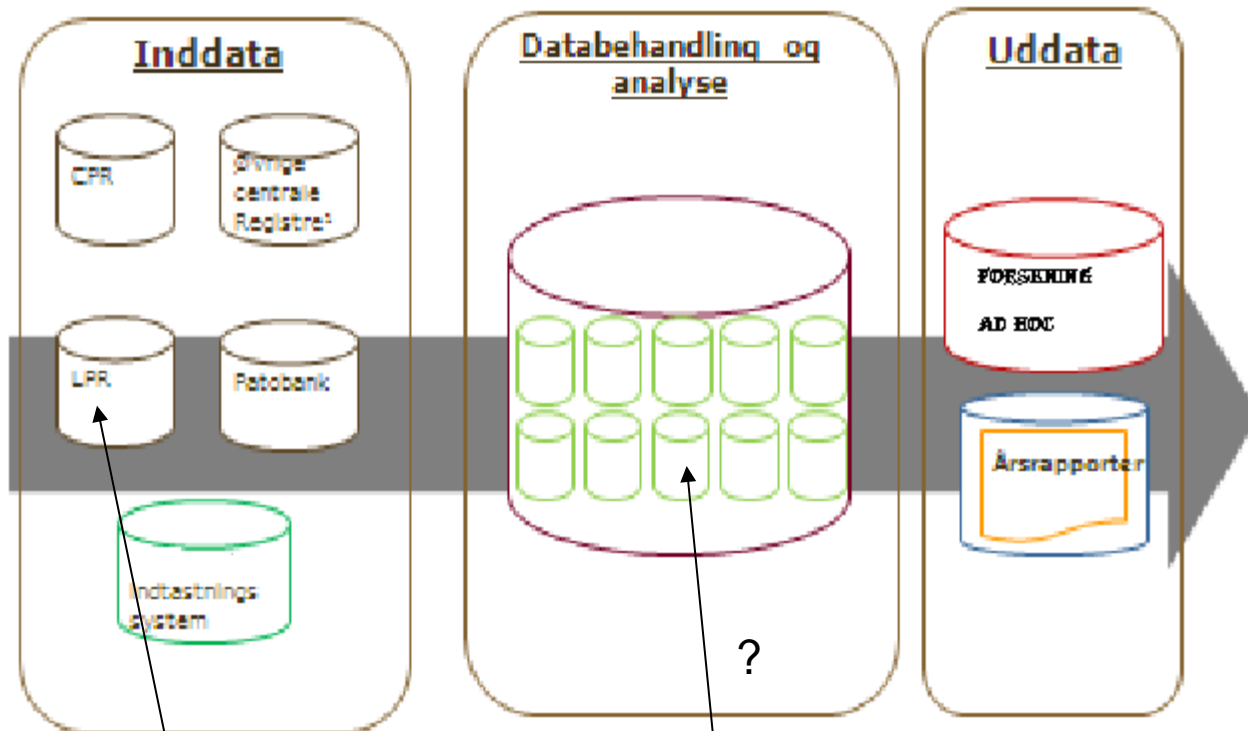 Inddata
CPR
Øvrige
centrale
Registre¹
LPR
Patobank
Indtastnings
system
Databehandling og
analyse
?
Uddata
FORSKNING
AD HOC
Årsrapporter